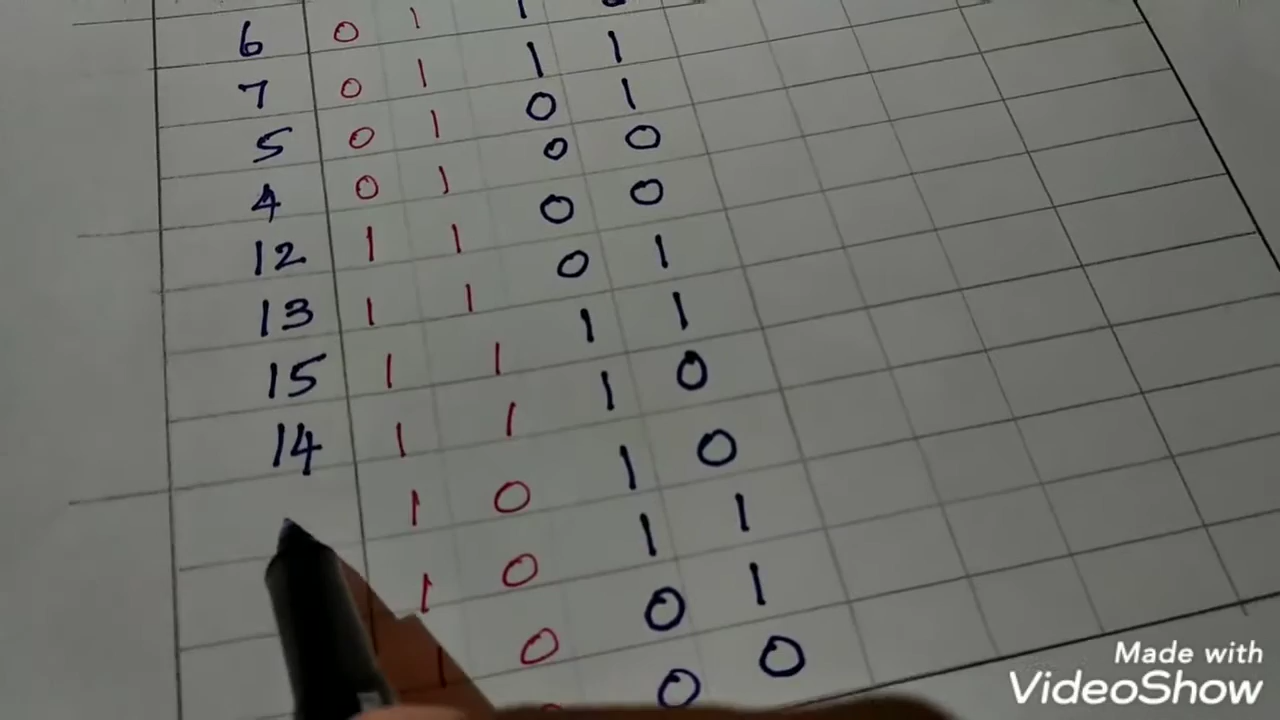 6 0 1 1
7 0 1 1 1
5 0 1 0 1
4 0 1 0 0
12 1 1 0 0
13 1 1 0 1
15 1 1 1 1
14 1 1 1 0
1 0 1 0
1 0 1 1
1 0 0 1
0 0
Made with
VideoShow